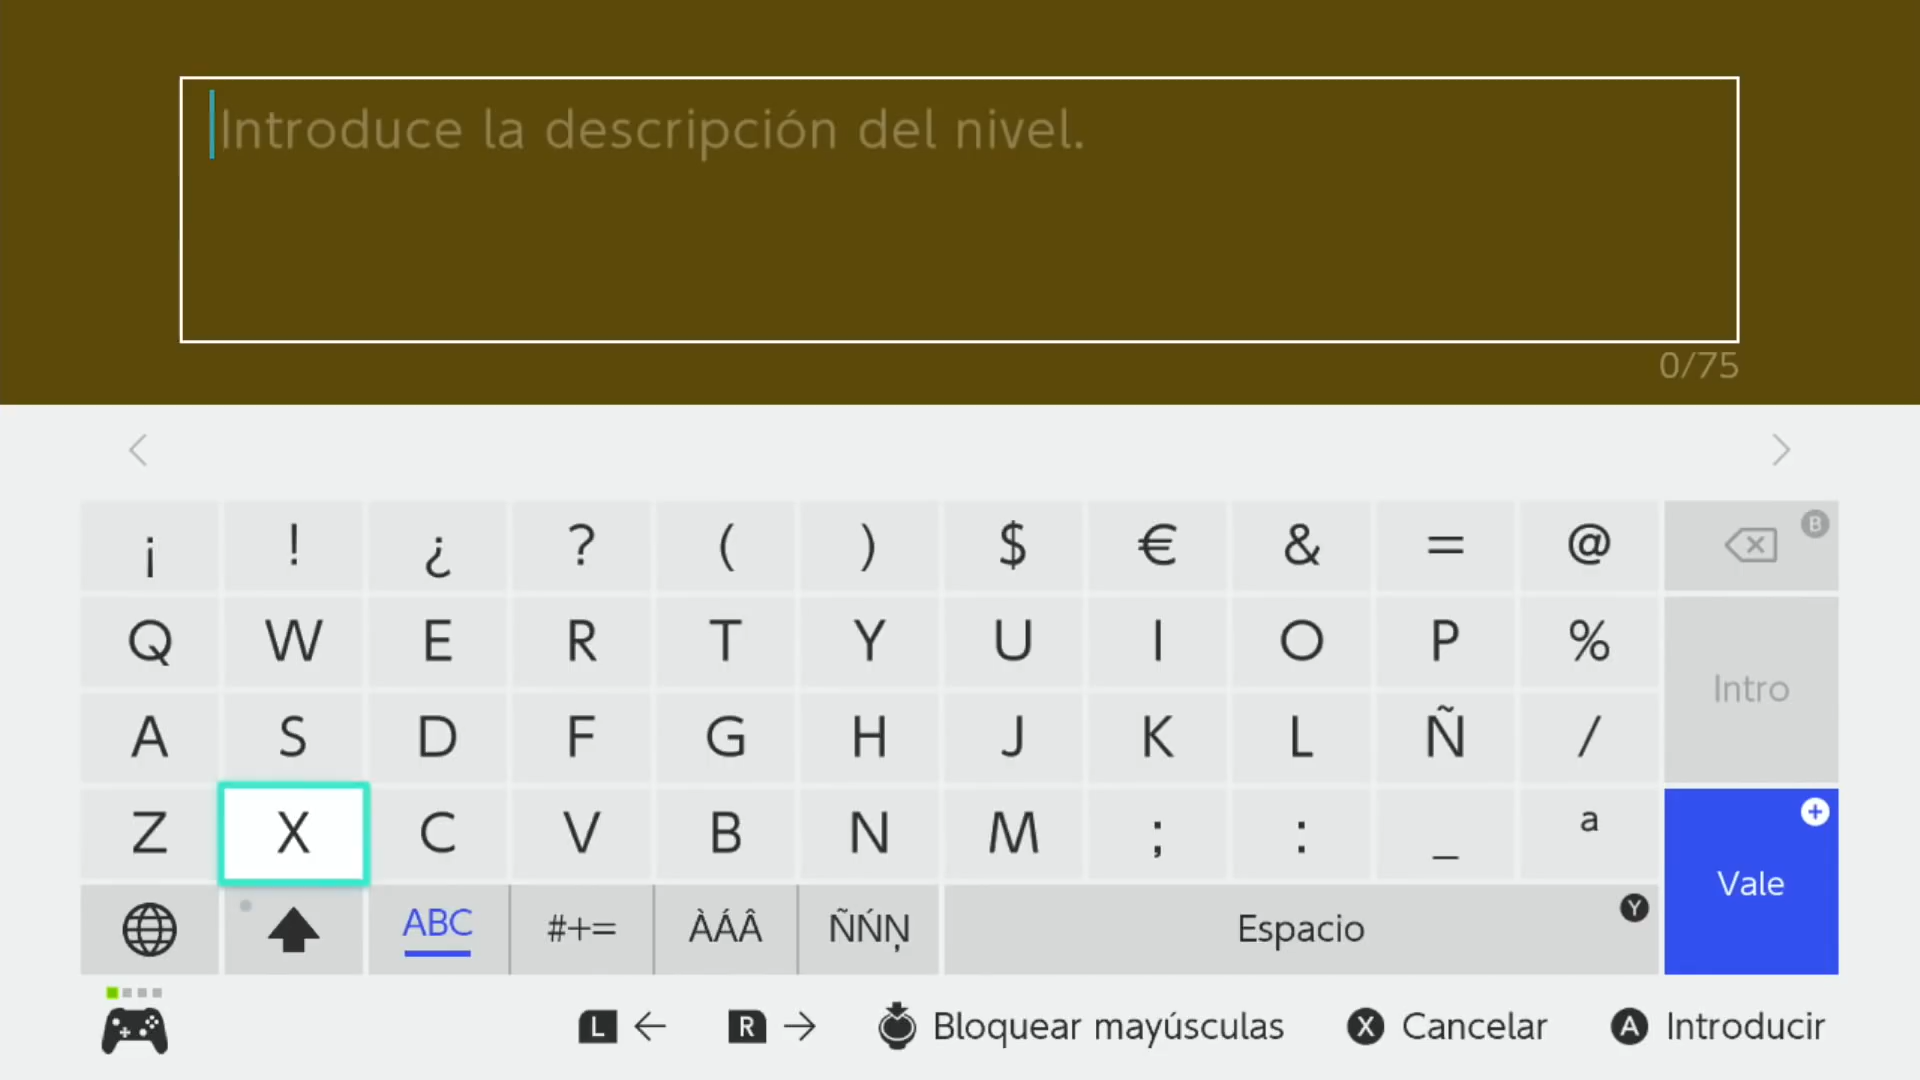 Introduce la descripción del nivel.
0/75
¡ ! ¿ ? ( ) $ € & = @ B
Q W E R T Y U I O P %
Intro
A S D F G H J K L Ñ /
Z X C V B N M ; : _ ª
Vale
ABC #+= ÀÁÂ ÑŃŅ Espacio Y
L ← R → Bloquear mayúsculas X Cancelar A Introducir